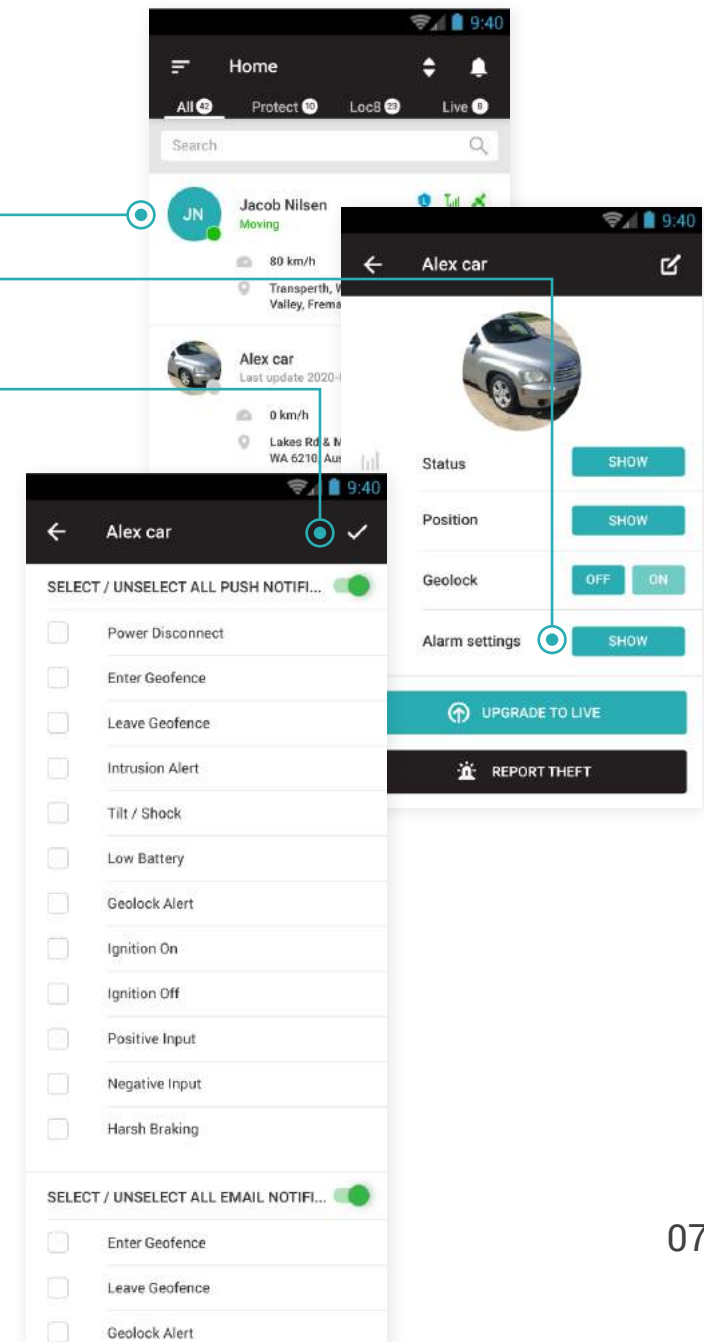 9:40
Home
All 42
Protect 10
Loc8 23
Live 8
Search
JN
Jacob Nilsen
Moving
80 km/h
Transperth, W
Valley, Frema
Alex car
Last update 2020-
0 km/h
Lakes Rd & M
WA 6210, Aus
9:40
Alex car
Status
SHOW
Position
SHOW
Geolock
OFF
ON
Alarm settings
SHOW
UPGRADE TO LIVE
REPORT THEFT
9:40
Alex car
SELECT / UNSELECT ALL PUSH NOTIFI...
Power Disconnect
Enter Geofence
Leave Geofence
Intrusion Alert
Tilt / Shock
Low Battery
Geolock Alert
Ignition On
Ignition Off
Positive Input
Negative Input
Harsh Braking
SELECT / UNSELECT ALL EMAIL NOTIFI...
Enter Geofence
Leave Geofence
Geolock Alert
07